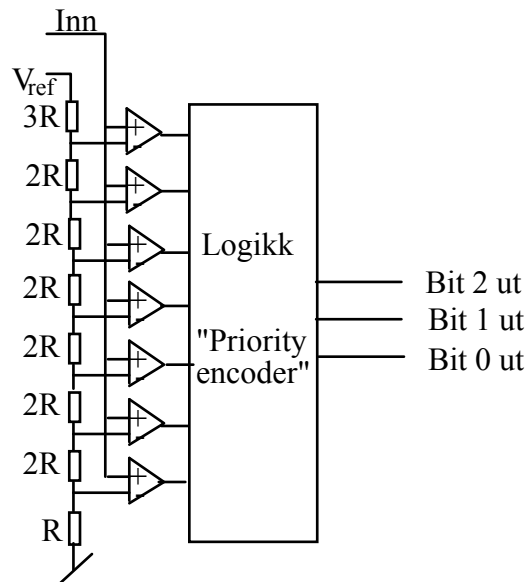 Inn
Vref
3R
2R
2R
2R
2R
2R
2R
R
+
-
+
-
+
-
+
-
+
-
+
-
+
-
Logikk
"Priority
encoder"
Bit 2 ut
Bit 1 ut
Bit 0 ut